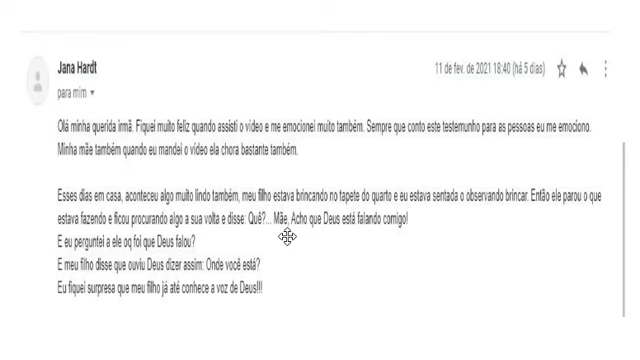 Jana Hardt
11 de fev. de 2021 18:40 (há 5 dias)
para mim
Olá minha querida irmã. Fiquei muito feliz quando assisti o vídeo e me emocionei muito também. Sempre que conto este testemunho para as pessoas eu me emociono.
Minha mãe também quando eu mandei o vídeo ela chora bastante também.
Esses dias em casa, aconteceu algo muito lindo também, meu filho estava brincando no tapete do quarto e eu estava sentada o observando brincar. Então ele parou o que
estava fazendo e ficou procurando algo a sua volta e disse: Quê?... Mãe, Acho que Deus está falando comigo!
E eu perguntei a ele oq foi que Deus falou?
E meu filho disse que ouviu Deus dizer assim: Onde você está?
Eu fiquei surpresa que meu filho já até conhece a voz de Deus!!!